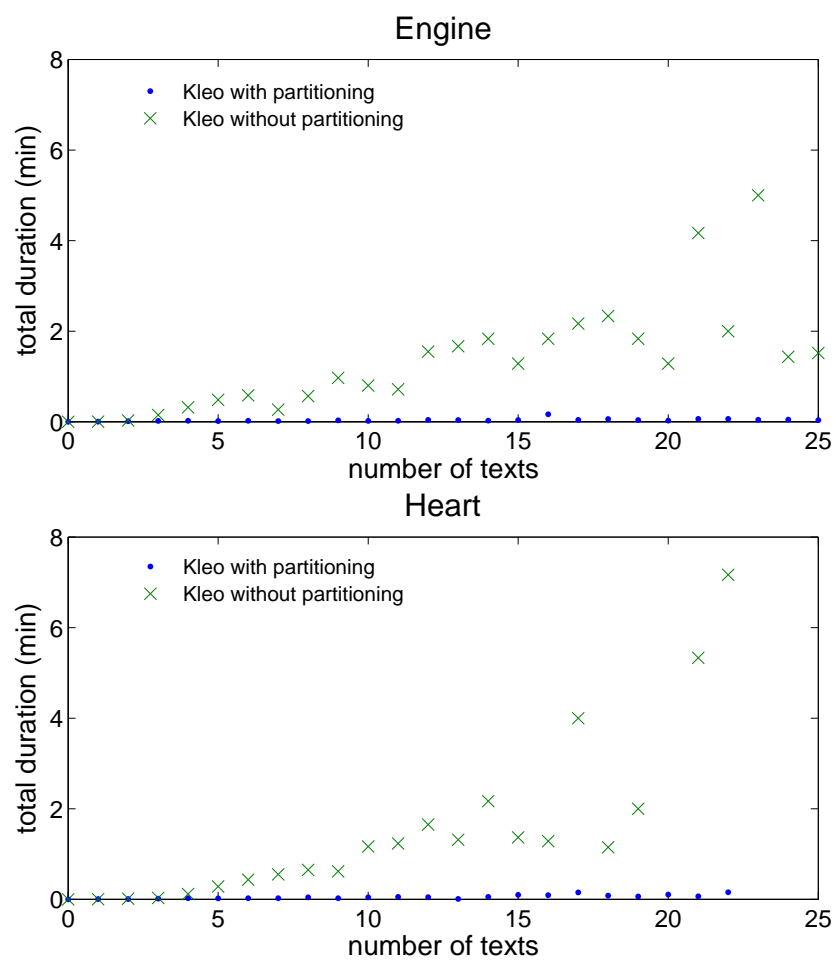 Engine
8
6
4
2
0
total duration (min)
Kleo with partitioning
Kleo without partitioning
0 5 10 15 20 25
number of texts
Heart
8
6
4
2
0
total duration (min)
Kleo with partitioning
Kleo without partitioning
0 5 10 15 20 25
number of texts